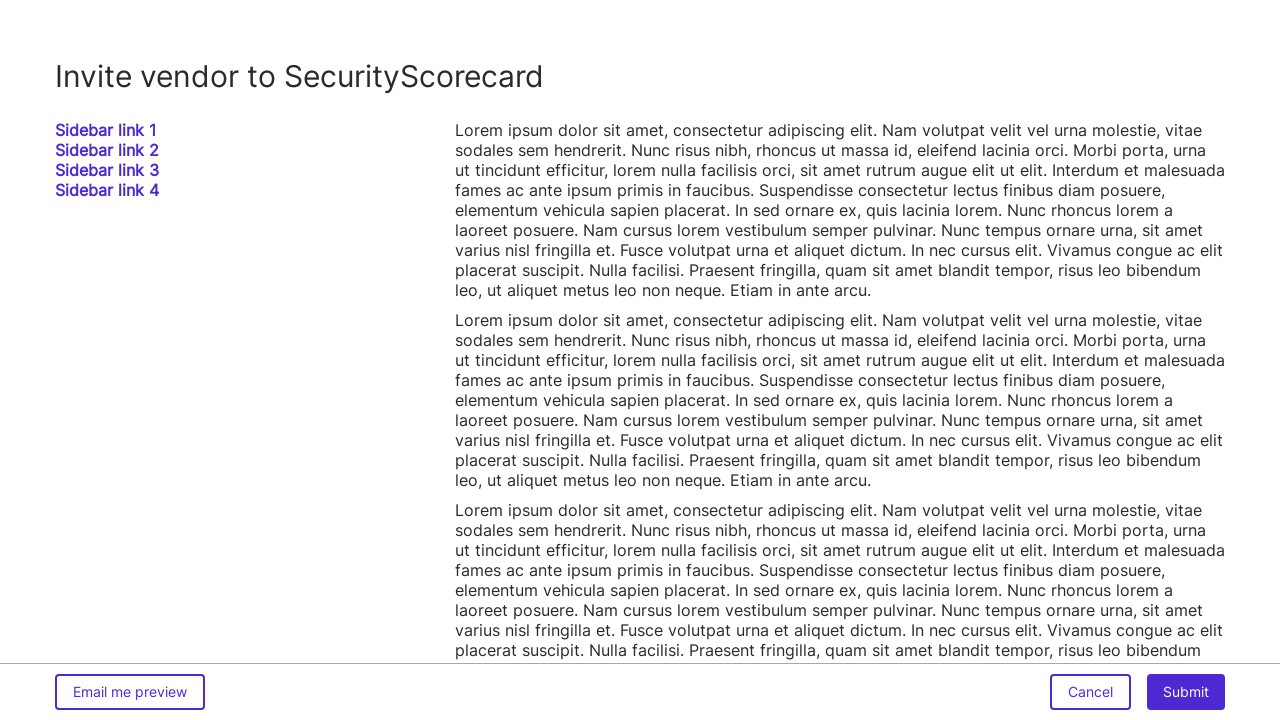 Invite vendor to SecurityScorecard
Sidebar link 1
Sidebar link 2
Sidebar link 3
Sidebar link 4
Lorem ipsum dolor sit amet, consectetur adipiscing elit. Nam volutpat velit vel urna molestie, vitae
sodales sem hendrerit. Nunc risus nibh, rhoncus ut massa id, eleifend lacinia orci. Morbi porta, urna
ut tincidunt efficitur, lorem nulla facilisis orci, sit amet rutrum augue elit ut elit. Interdum et malesuada
fames ac ante ipsum primis in faucibus. Suspendisse consectetur lectus finibus diam posuere,
elementum vehicula sapien placerat. In sed ornare ex, quis lacinia lorem. Nunc rhoncus lorem a
laoreet posuere. Nam cursus lorem vestibulum semper pulvinar. Nunc tempus ornare urna, sit amet
varius nisl fringilla et. Fusce volutpat urna et aliquet dictum. In nec cursus elit. Vivamus congue ac elit
placerat suscipit. Nulla facilisi. Praesent fringilla, quam sit amet blandit tempor, risus leo bibendum
leo, ut aliquet metus leo non neque. Etiam in ante arcu.
Lorem ipsum dolor sit amet, consectetur adipiscing elit. Nam volutpat velit vel urna molestie, vitae
sodales sem hendrerit. Nunc risus nibh, rhoncus ut massa id, eleifend lacinia orci. Morbi porta, urna
ut tincidunt efficitur, lorem nulla facilisis orci, sit amet rutrum augue elit ut elit. Interdum et malesuada
fames ac ante ipsum primis in faucibus. Suspendisse consectetur lectus finibus diam posuere,
elementum vehicula sapien placerat. In sed ornare ex, quis lacinia lorem. Nunc rhoncus lorem a
laoreet posuere. Nam cursus lorem vestibulum semper pulvinar. Nunc tempus ornare urna, sit amet
varius nisl fringilla et. Fusce volutpat urna et aliquet dictum. In nec cursus elit. Vivamus congue ac elit
placerat suscipit. Nulla facilisi. Praesent fringilla, quam sit amet blandit tempor, risus leo bibendum
leo, ut aliquet metus leo non neque. Etiam in ante arcu.
Lorem ipsum dolor sit amet, consectetur adipiscing elit. Nam volutpat velit vel urna molestie, vitae
sodales sem hendrerit. Nunc risus nibh, rhoncus ut massa id, eleifend lacinia orci. Morbi porta, urna
ut tincidunt efficitur, lorem nulla facilisis orci, sit amet rutrum augue elit ut elit. Interdum et malesuada
fames ac ante ipsum primis in faucibus. Suspendisse consectetur lectus finibus diam posuere,
elementum vehicula sapien placerat. In sed ornare ex, quis lacinia lorem. Nunc rhoncus lorem a
laoreet posuere. Nam cursus lorem vestibulum semper pulvinar. Nunc tempus ornare urna, sit amet
varius nisl fringilla et. Fusce volutpat urna et aliquet dictum. In nec cursus elit. Vivamus congue ac elit
placerat suscipit. Nulla facilisi. Praesent fringilla, quam sit amet blandit tempor, risus leo bibendum
Email me preview
Cancel
Submit